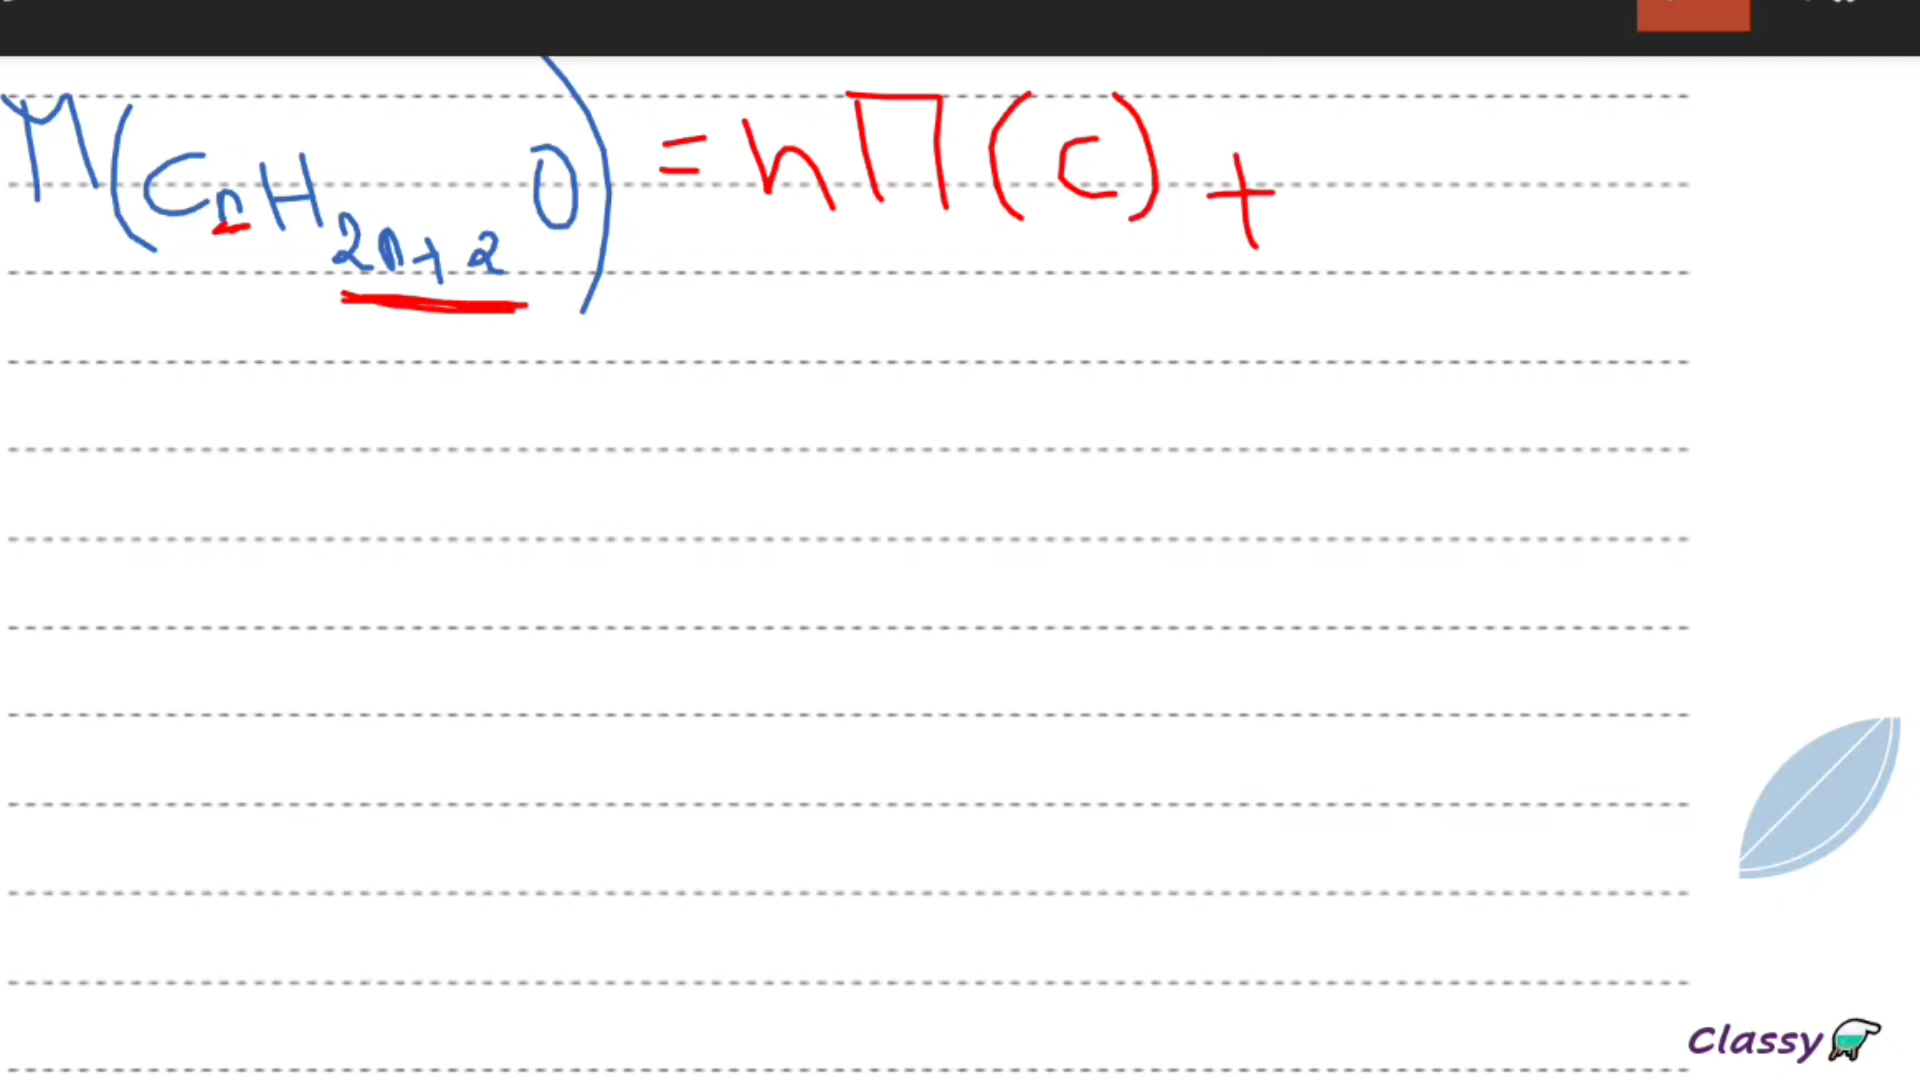 M(CnH2n+2O) = nM(C) +
Classy